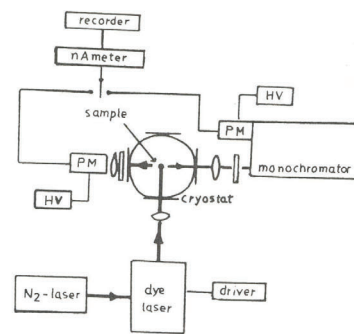 recorder
nAmeter
HV
sample
PM
PM
monochromator
HV
cryostat
N2-laser
dye
laser
driver